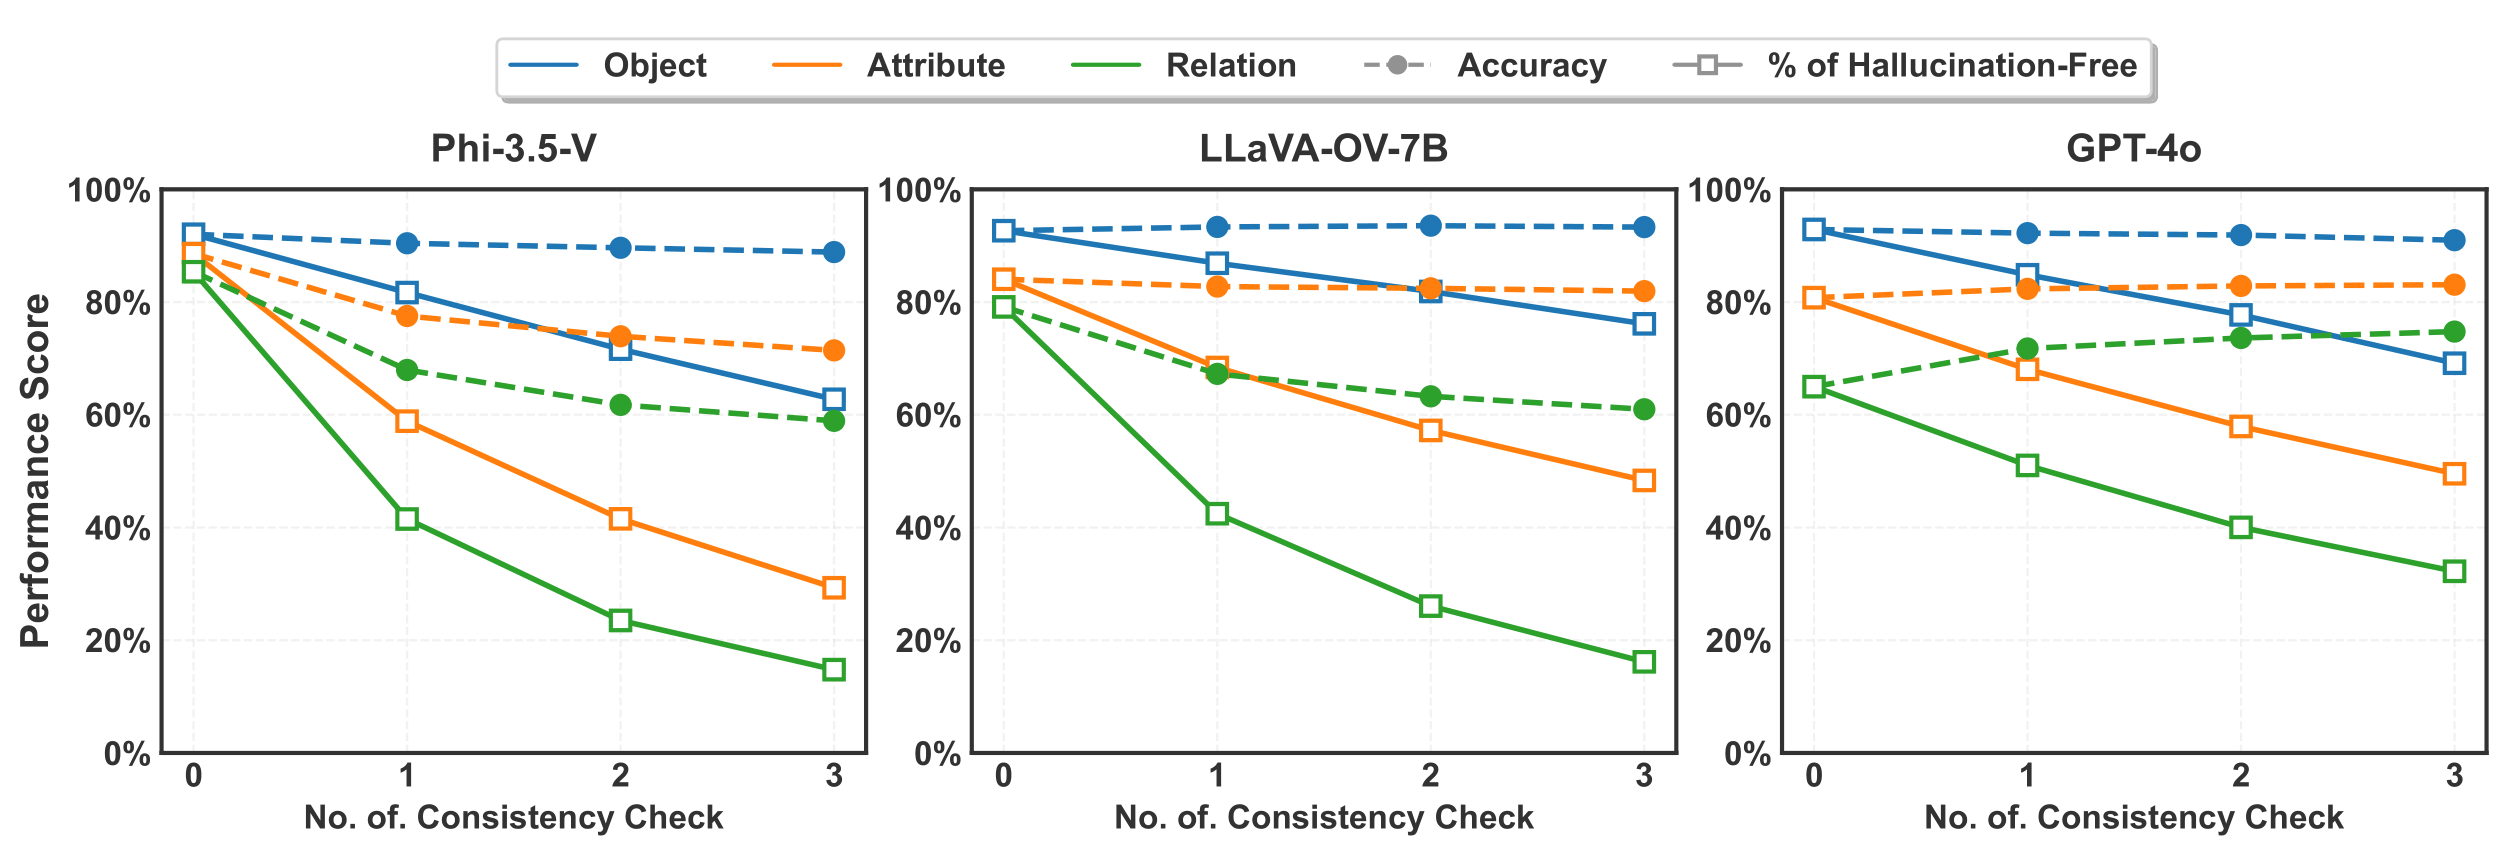 Object Attribute Relation Accuracy % of Hallucination-Free
Phi-3.5-V LLaVA-OV-7B GPT-4o
Performance Score
100% 100% 100%
80% 80% 80%
60% 60% 60%
40% 40% 40%
20% 20% 20%
0% 0% 0%
0 1 2 3 0 1 2 3 0 1 2 3
No. of. Consistency Check No. of. Consistency Check No. of. Consistency Check